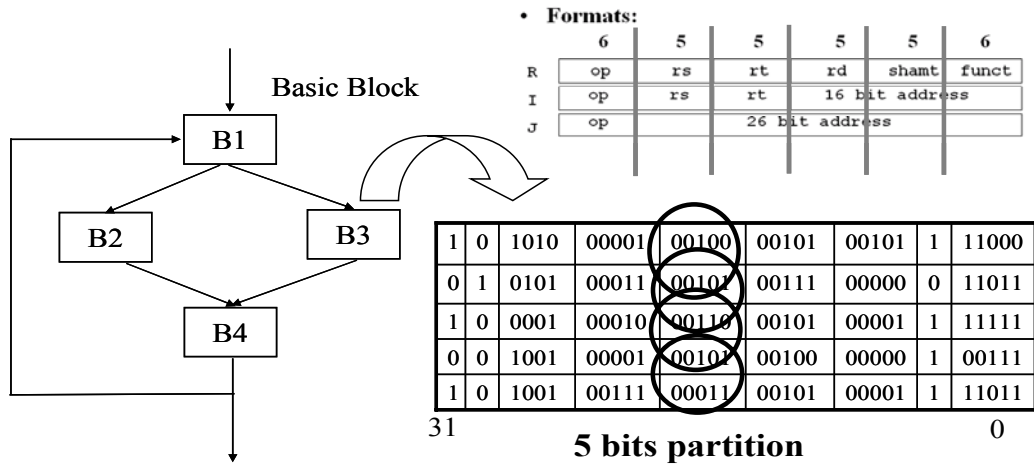 • Formats:
6 5 5 5 5 6
R op rs rt rd shamt funct
I op rs rt 16 bit address
J op 26 bit address
Basic Block
B1
B2 B3
B4
1 0 1010 00001 00100 00101 00101 1 11000
0 1 0101 00011 00101 00111 00000 0 11011
1 0 0001 00010 00110 00101 00001 1 11111
0 0 1001 00001 00101 00100 00000 1 00111
1 0 1001 00111 00011 00101 00001 1 11011
31 0
5 bits partition